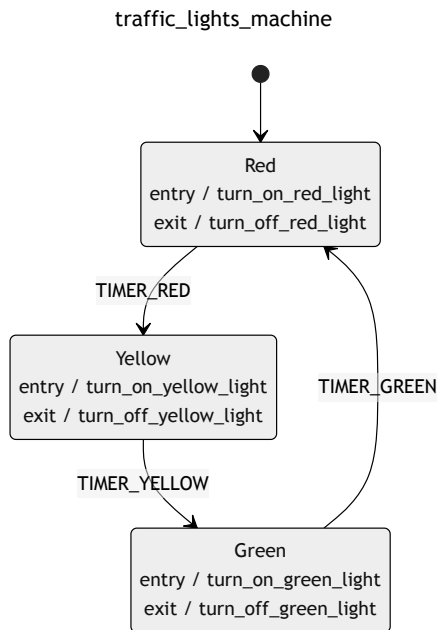 traffic_lights_machine
Red
entry / turn_on_red_light
exit / turn_off_red_light
TIMER_RED
Yellow
entry / turn_on_yellow_light
exit / turn_off_yellow_light
TIMER_GREEN
TIMER_YELLOW
Green
entry / turn_on_green_light
exit / turn_off_green_light